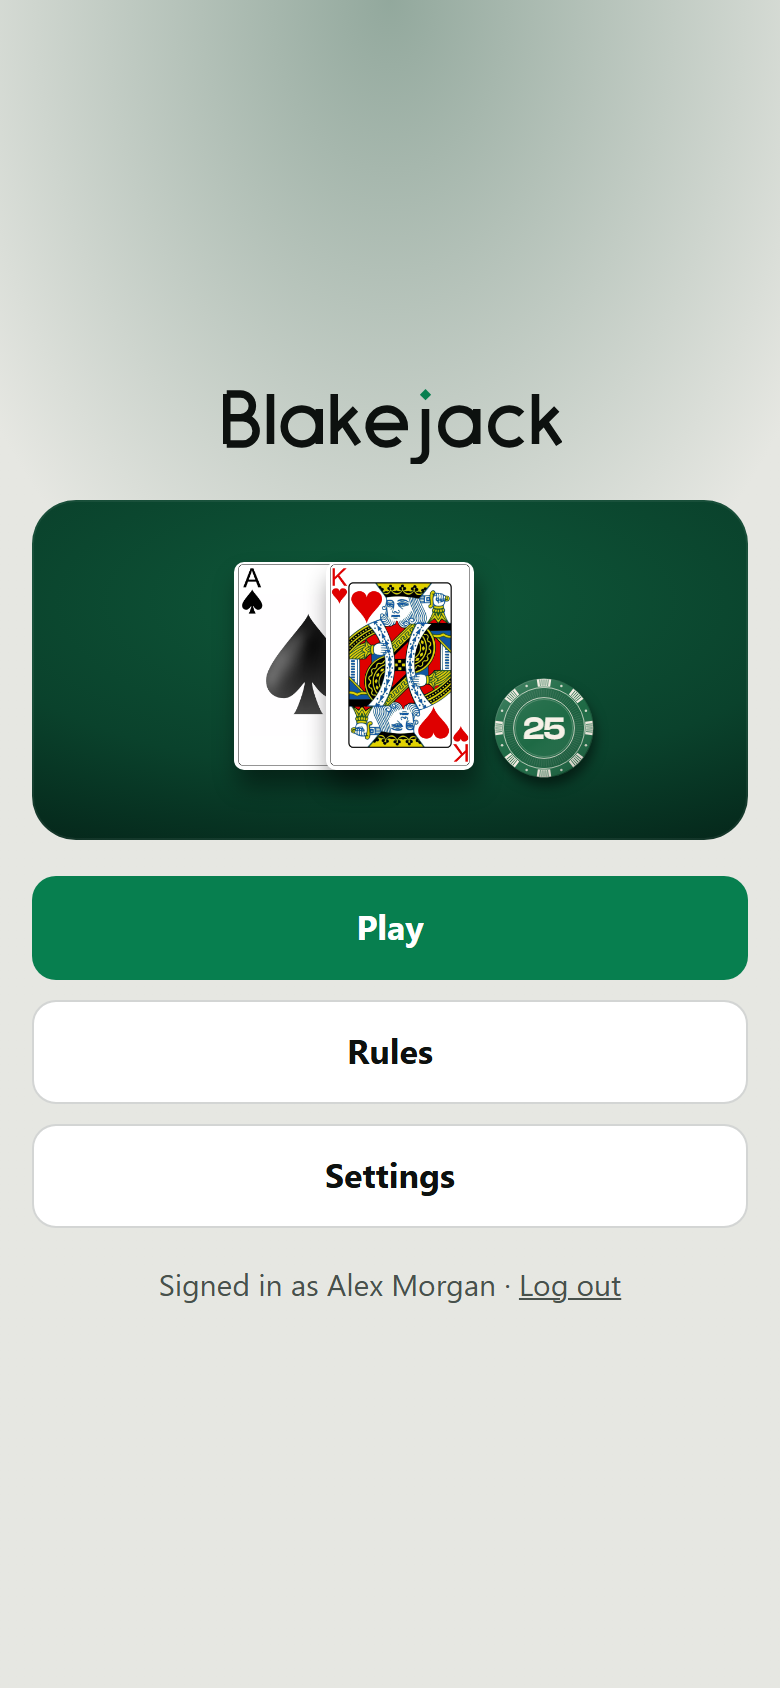 Blakejack
A
K
25
K
Play
Rules
Settings
Signed in as Alex Morgan · Log out